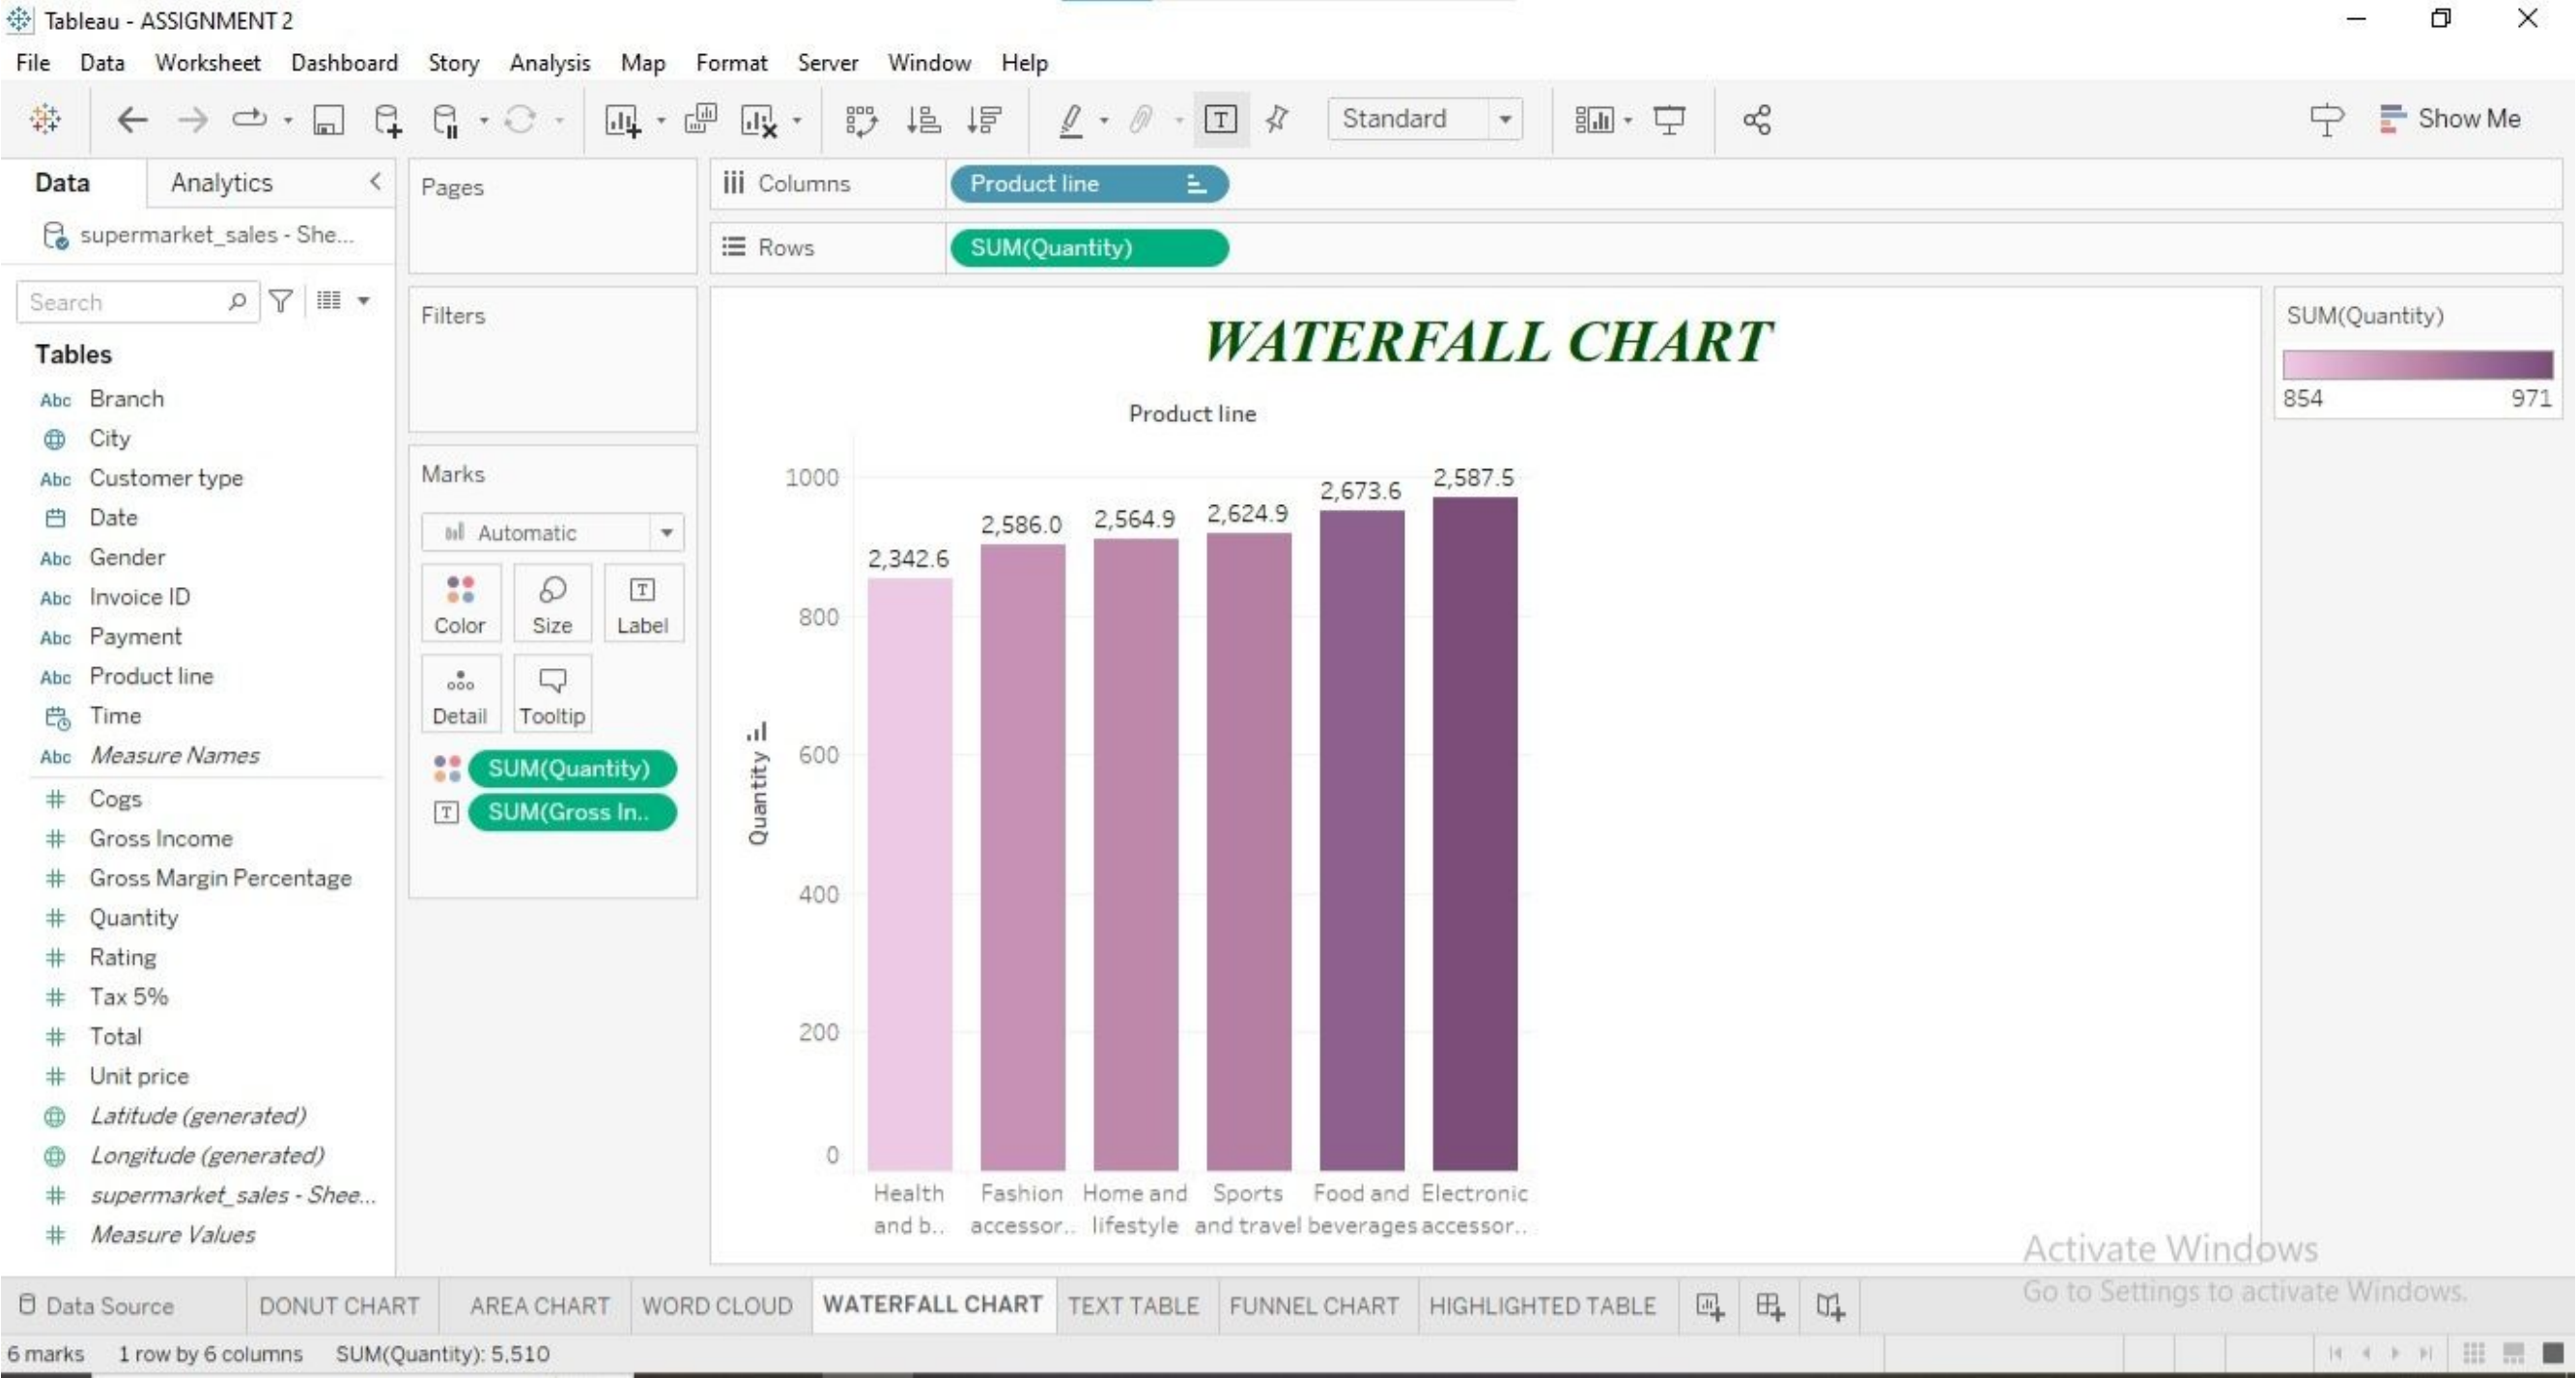 Tableau - ASSIGNMENT 2
File Data Worksheet Dashboard Story Analysis Map Format Server Window Help
Standard
Show Me
Data Analytics
supermarket_sales - She...
Search
Tables
Abc Branch
City
Abc Customer type
Date
Abc Gender
Abc Invoice ID
Abc Payment
Abc Product line
Time
Abc Measure Names
# Cogs
# Gross Income
# Gross Margin Percentage
# Quantity
# Rating
# Tax 5%
# Total
# Unit price
Latitude (generated)
Longitude (generated)
# supermarket_sales - Shee...
# Measure Values
Pages
Filters
Marks
Automatic
Color Size T Label
Detail Tooltip
SUM(Quantity)
T SUM(Gross In..
iii Columns Product line
Rows SUM(Quantity)
WATERFALL CHART
Product line
Quantity
1000
800
600
400
200
0
2,342.6
2,586.0
2,564.9
2,624.9
2,673.6
2,587.5
Health
and b..
Fashion
accessor..
Home and
lifestyle
Sports
and travel
Food and
beverages
Electronic
accessor..
SUM(Quantity)
854 971
Activate Windows
Go to Settings to activate Windows.
Data Source DONUT CHART AREA CHART WORD CLOUD WATERFALL CHART TEXT TABLE FUNNEL CHART HIGHLIGHTED TABLE
6 marks 1 row by 6 columns SUM(Quantity): 5,510